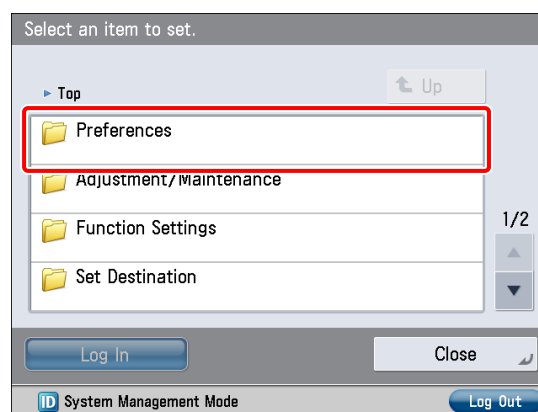 Select an item to set.
Top
Up
Preferences
Adjustment/Maintenance
Function Settings
1/2
Set Destination
Log In
Close
ID System Management Mode
Log Out